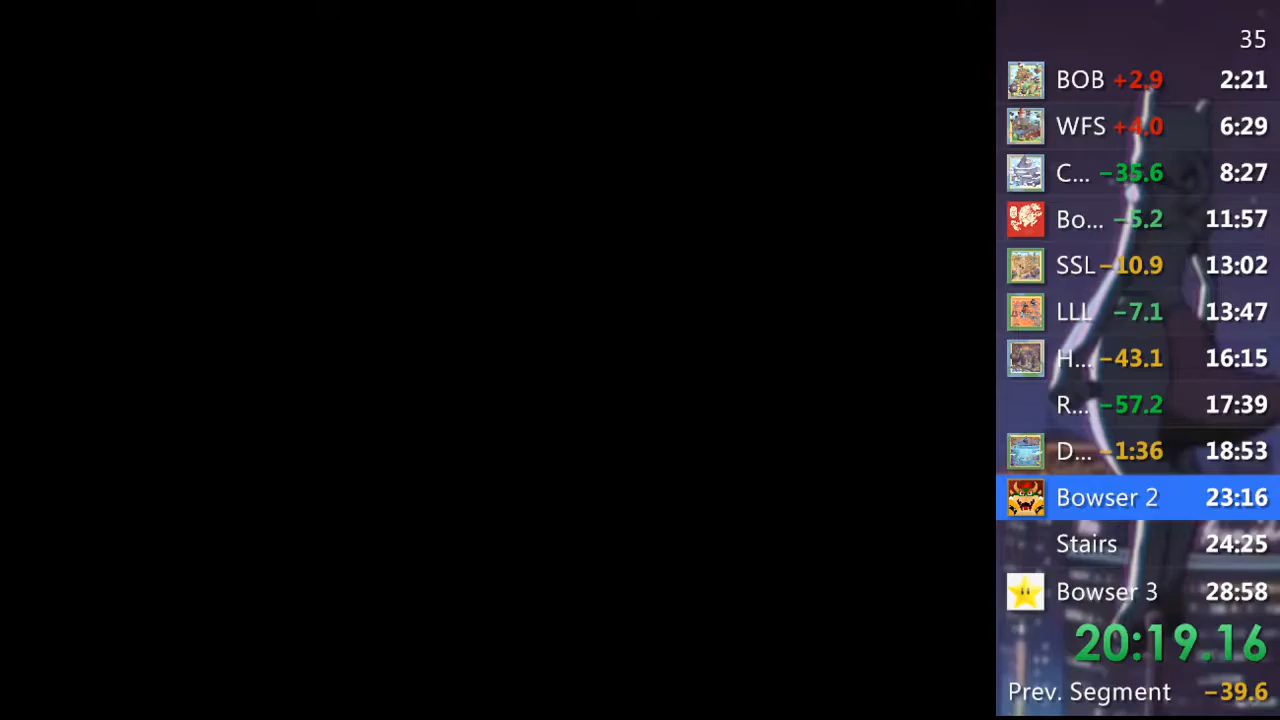 35
BOB +2.9 2:21
WFS +4.0 6:29
C... −35.6 8:27
Bo... −5.2 11:57
SSL −10.9 13:02
LLL −7.1 13:47
H... −43.1 16:15
R... −57.2 17:39
D... −1:36 18:53
Bowser 2 23:16
Stairs 24:25
Bowser 3 28:58
20:19.16
Prev. Segment −39.6